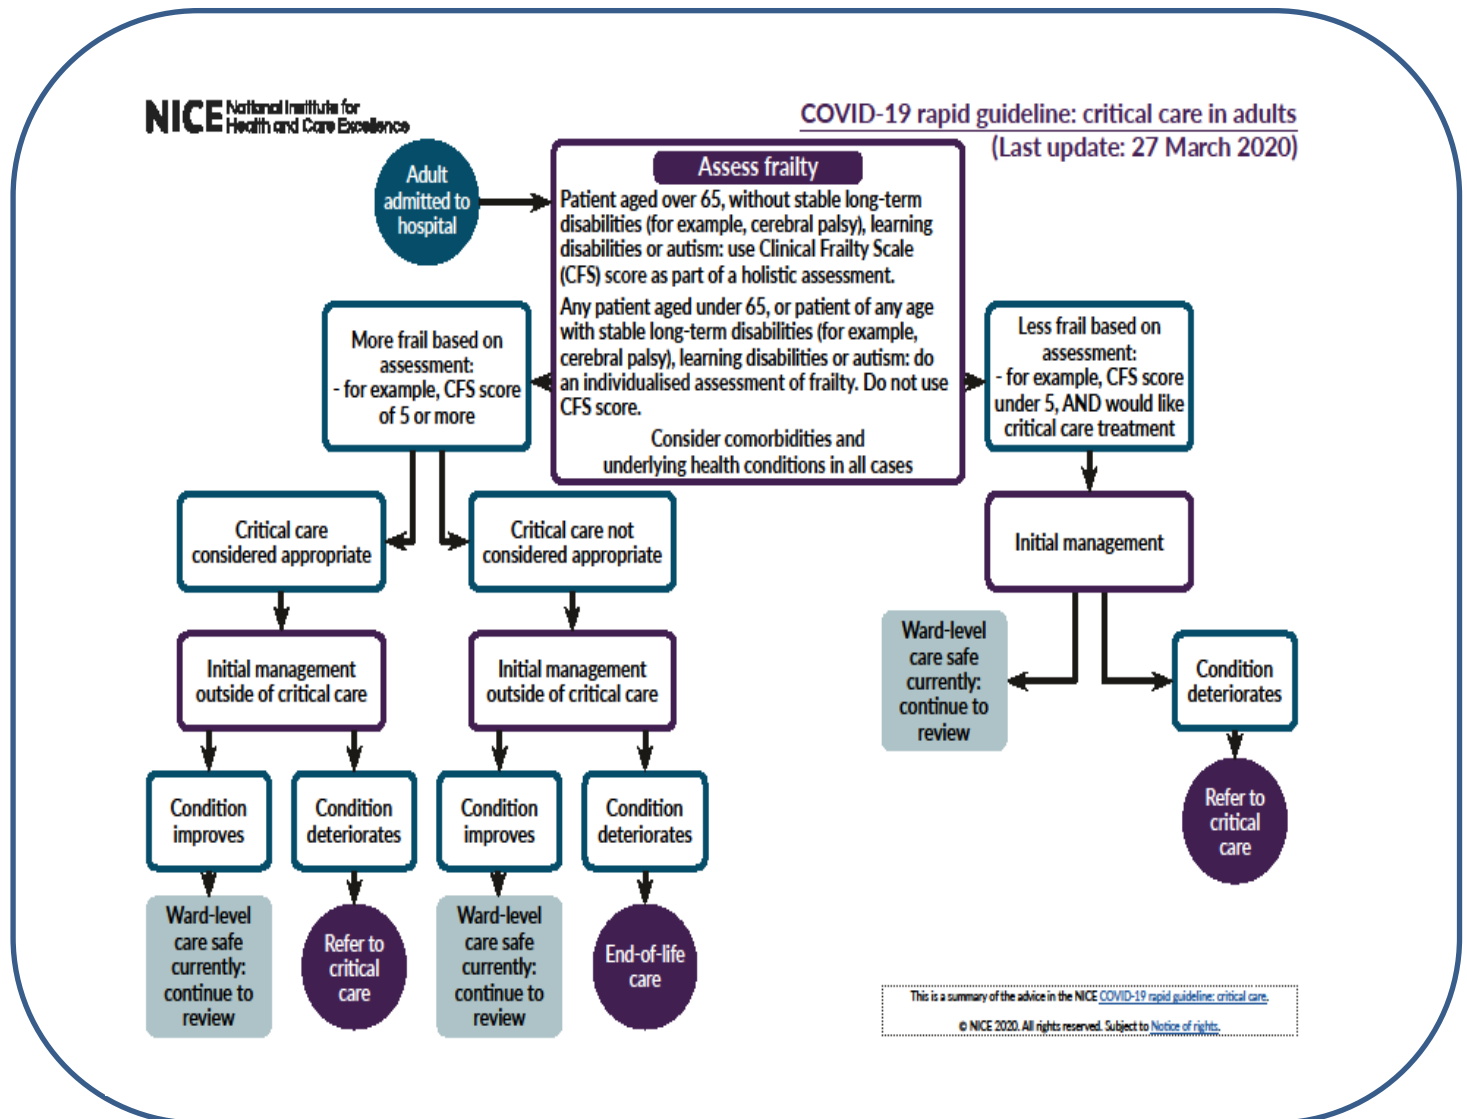 NICE National Institute for
Health and Care Excellence
COVID-19 rapid guideline: critical care in adults
(Last update: 27 March 2020)
Adult
admitted to
hospital
Assess frailty
Patient aged over 65, without stable long-term
disabilities (for example, cerebral palsy), learning
disabilities or autism: use Clinical Frailty Scale
(CFS) score as part of a holistic assessment.
Any patient aged under 65, or patient of any age
with stable long-term disabilities (for example,
cerebral palsy), learning disabilities or autism: do
an individualised assessment of frailty. Do not use
CFS score.
Consider comorbidities and
underlying health conditions in all cases
More frail based on
assessment:
- for example, CFS score
of 5 or more
Less frail based on
assessment:
- for example, CFS score
under 5, AND would like
critical care treatment
Critical care
considered appropriate
Critical care not
considered appropriate
Initial management
Initial management
outside of critical care
Initial management
outside of critical care
Ward-level
care safe
currently:
continue to
review
Condition
deteriorates
Refer to
critical
care
Condition
improves
Condition
deteriorates
Condition
improves
Condition
deteriorates
Ward-level
care safe
currently:
continue to
review
Refer to
critical
care
Ward-level
care safe
currently:
continue to
review
End-of-life
care
This is a summary of the advice in the NICE COVID-19 rapid guideline: critical care.
© NICE 2020. All rights reserved. Subject to Notice of rights.